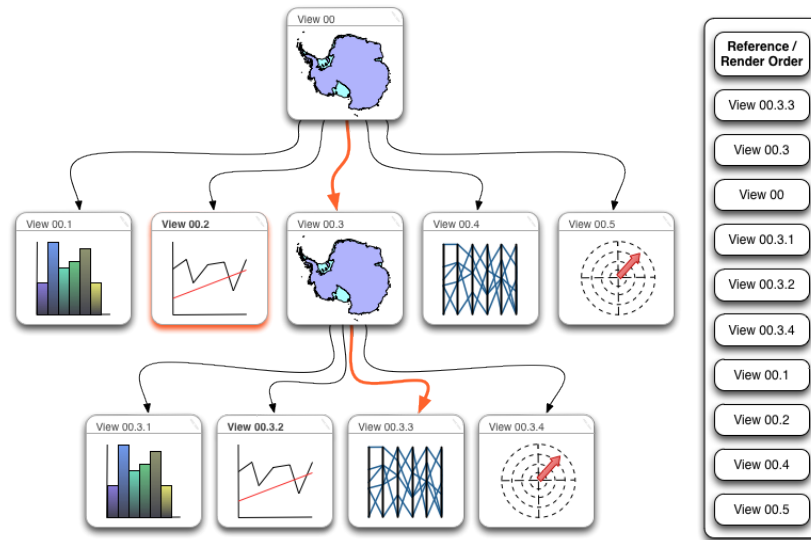 View 00
View 00.1
View 00.2
View 00.3
View 00.4
View 00.5
View 00.3.1
View 00.3.2
View 00.3.3
View 00.3.4
Reference /
Render Order
View 00.3.3
View 00.3
View 00
View 00.3.1
View 00.3.2
View 00.3.4
View 00.1
View 00.2
View 00.4
View 00.5